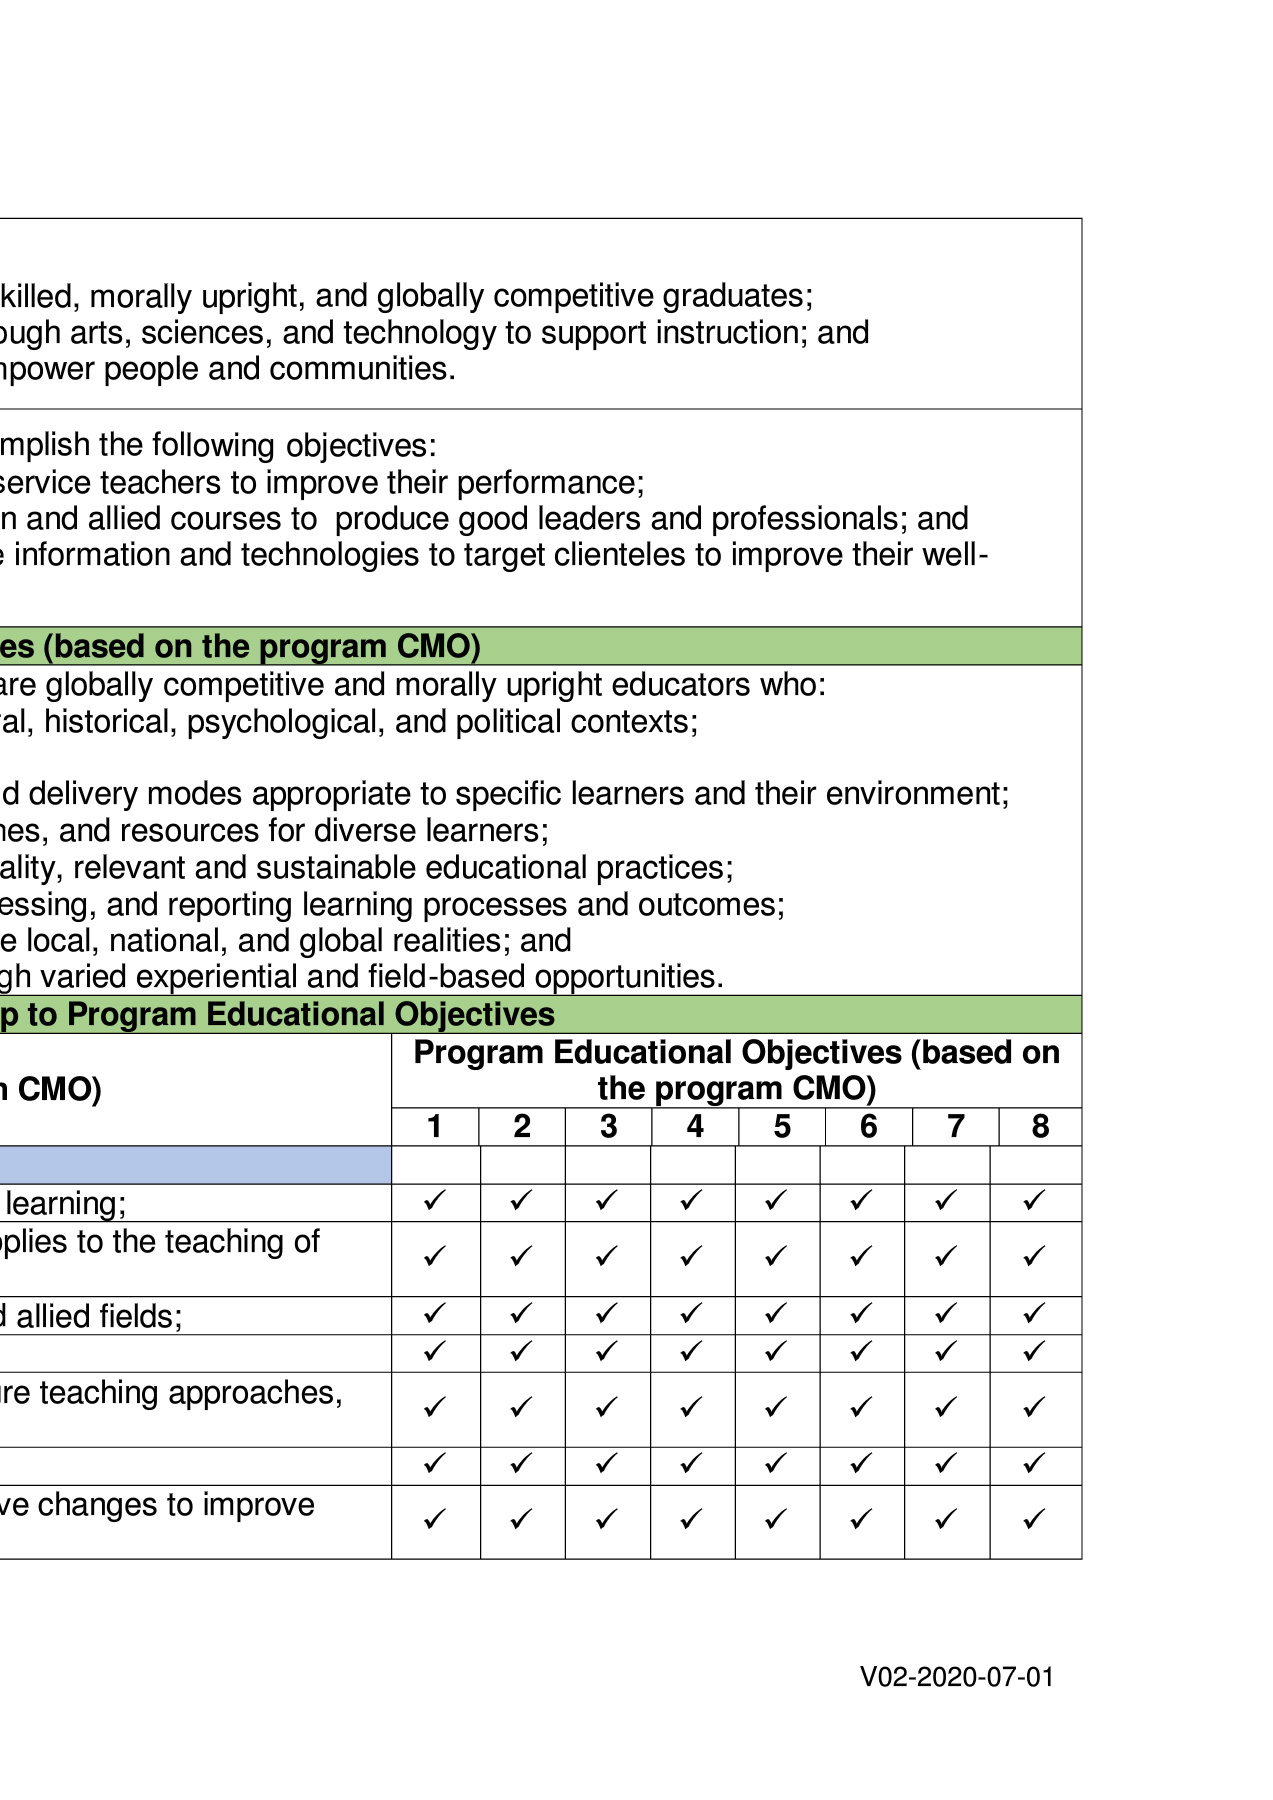 killed, morally upright, and globally competitive graduates;
ough arts, sciences, and technology to support instruction; and
mpower people and communities.
mplish the following objectives:
service teachers to improve their performance;
n and allied courses to  produce good leaders and professionals; and
e information and technologies to target clienteles to improve their well-
es (based on the program CMO)
are globally competitive and morally upright educators who:
ral, historical, psychological, and political contexts;
d delivery modes appropriate to specific learners and their environment;
hes, and resources for diverse learners;
ality, relevant and sustainable educational practices;
essing, and reporting learning processes and outcomes;
e local, national, and global realities; and
gh varied experiential and field-based opportunities.
p to Program Educational Objectives
Program Educational Objectives (based on
the program CMO)
m CMO)
1 2 3 4 5 6 7 8
learning; ✓ ✓ ✓ ✓ ✓ ✓ ✓ ✓
pplies to the teaching of
✓ ✓ ✓ ✓ ✓ ✓ ✓ ✓
d allied fields; ✓ ✓ ✓ ✓ ✓ ✓ ✓ ✓
✓ ✓ ✓ ✓ ✓ ✓ ✓ ✓
ure teaching approaches,
✓ ✓ ✓ ✓ ✓ ✓ ✓ ✓
✓ ✓ ✓ ✓ ✓ ✓ ✓ ✓
ve changes to improve
✓ ✓ ✓ ✓ ✓ ✓ ✓ ✓
V02-2020-07-01